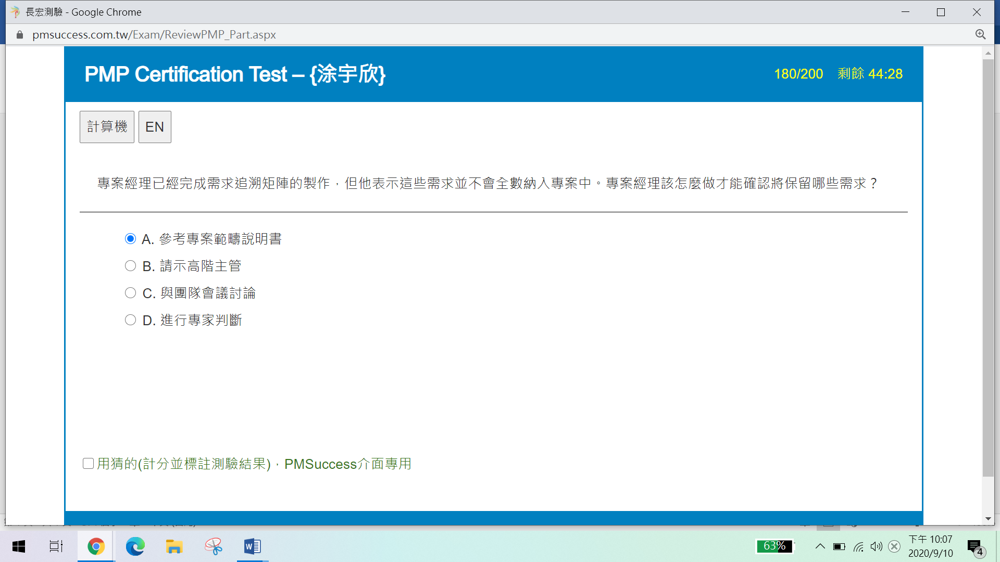 長宏測驗 - Google Chrome
pmsuccess.com.tw/Exam/ReviewPMP_Part.aspx
PMP Certification Test – {涂宇欣}
180/200 剩餘 44:28
計算機 EN
專案經理已經完成需求追溯矩陣的製作，但他表示這些需求並不會全數納入專案中。專案經理該怎麼做才能確認將保留哪些需求？
A. 參考專案範疇說明書
B. 請示高階主管
C. 與團隊會議討論
D. 進行專家判斷
用猜的(計分並標註測驗結果)，PMSuccess介面專用
63%
下午 10:07
2020/9/10
4